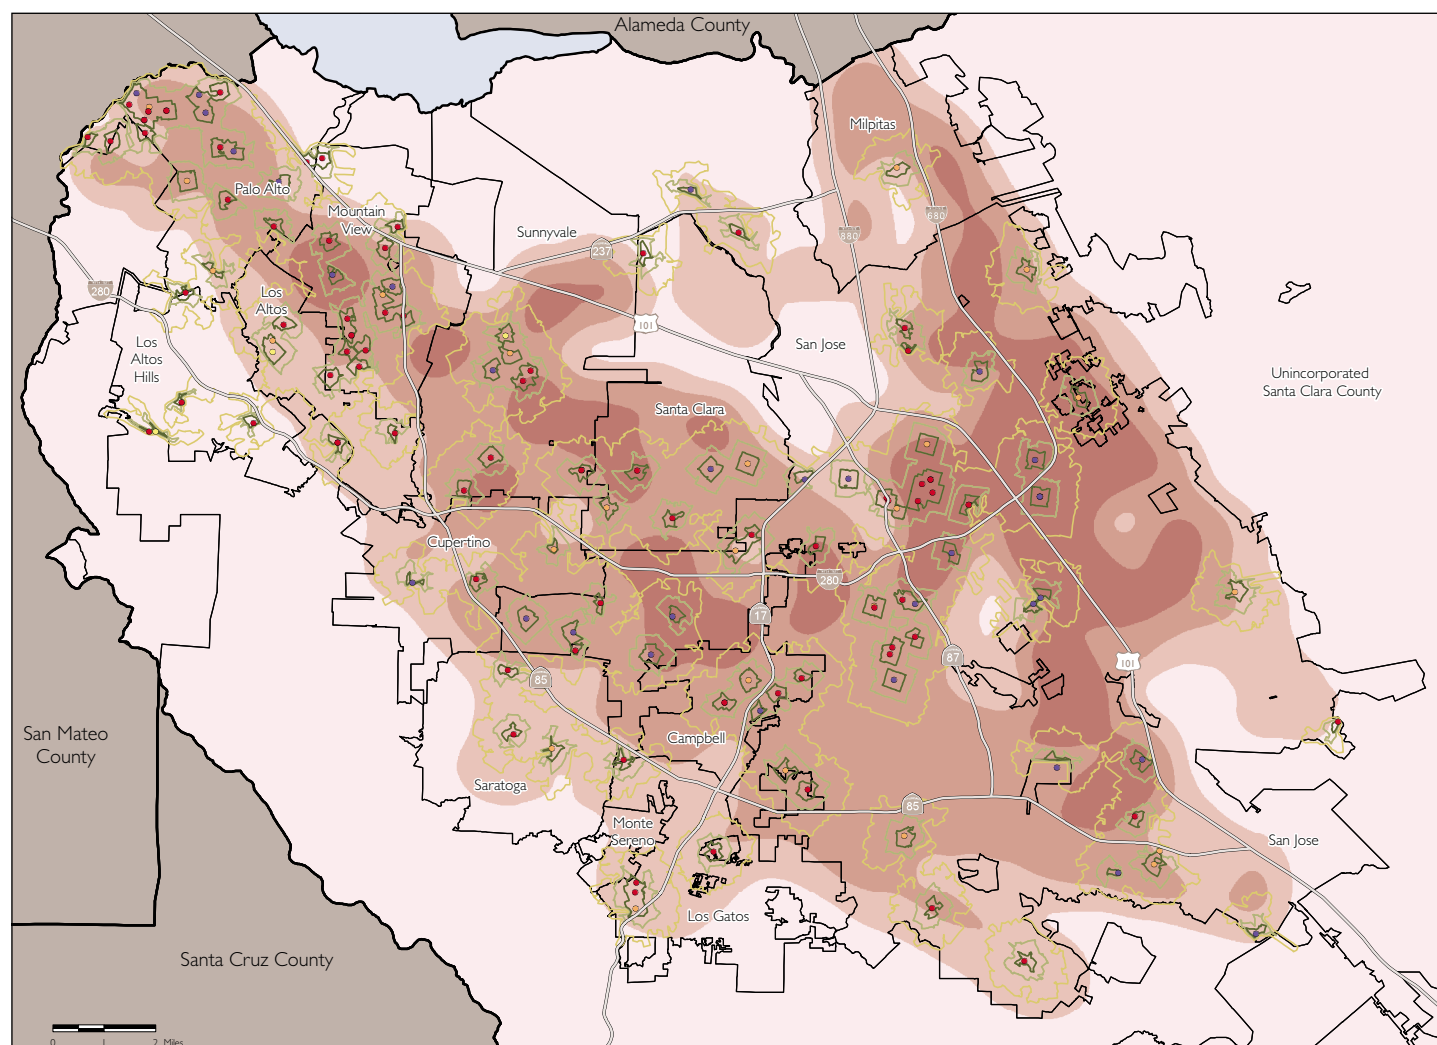 Alameda County
Milpitas
Palo Alto
Mountain
View
680
880
Sunnyvale
237
280
Los
Altos
101
Los
Altos
Hills
San Jose
Unincorporated
Santa Clara County
Santa Clara
Cupertino
280
17
87
101
85
San Mateo
County
Campbell
Saratoga
85
Monte
Sereno
San Jose
Los Gatos
Santa Cruz County
0 1 2 Miles